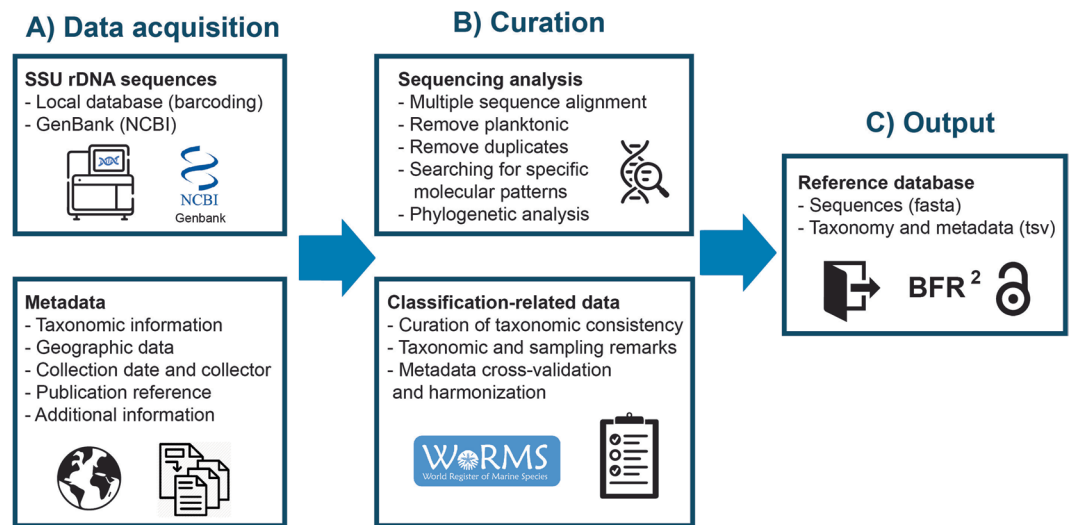 A) Data acquisition
SSU rDNA sequences
- Local database (barcoding)
- GenBank (NCBI)
NCBI
Genbank
Metadata
- Taxonomic information
- Geographic data
- Collection date and collector
- Publication reference
- Additional information
B) Curation
Sequencing analysis
- Multiple sequence alignment
- Remove planktonic
- Remove duplicates
- Searching for specific
molecular patterns
- Phylogenetic analysis
Classification-related data
- Curation of taxonomic consistency
- Taxonomic and sampling remarks
- Metadata cross-validation
and harmonization
WoRMS
World Register of Marine Species
C) Output
Reference database
- Sequences (fasta)
- Taxonomy and metadata (tsv)
BFR²